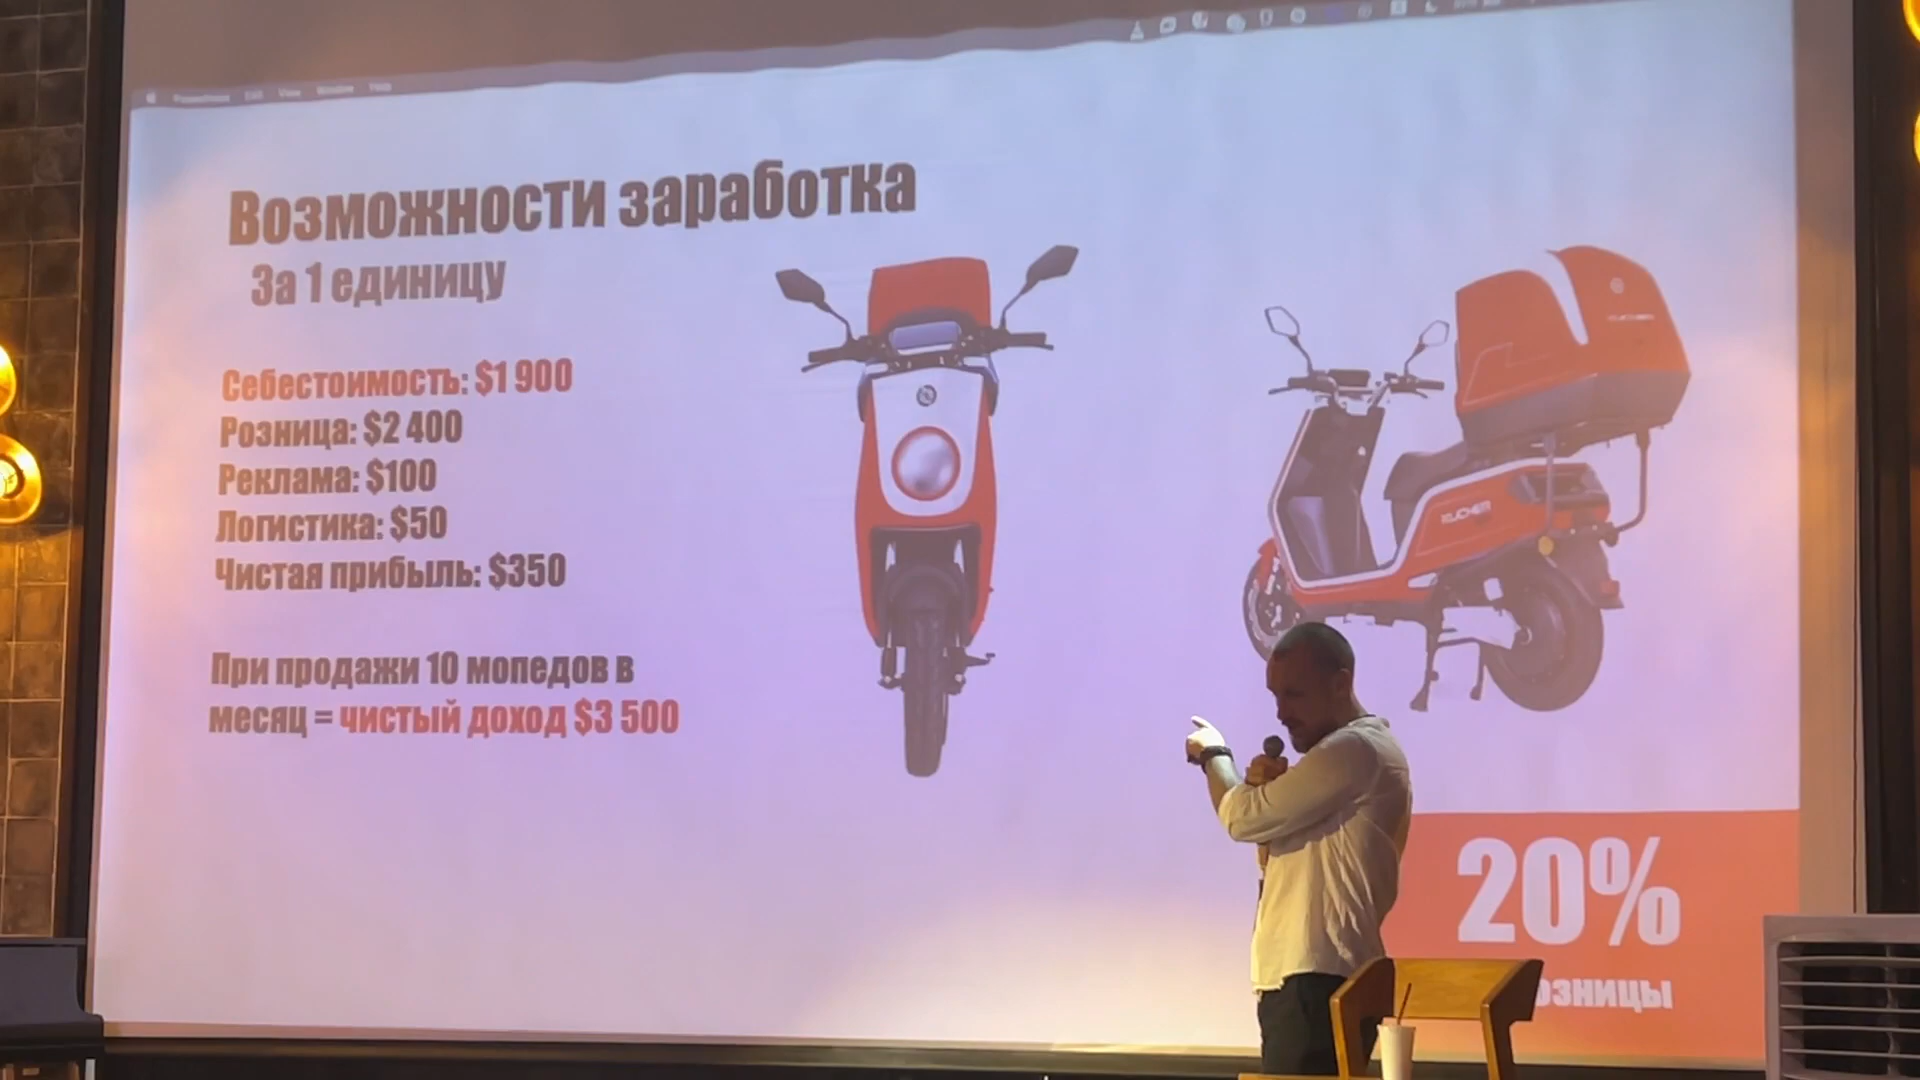 Возможности заработка
За 1 единицу
Себестоимость: $1 900
Розница: $2 400
Реклама: $100
Логистика: $50
Чистая прибыль: $350
При продажи 10 мопедов в
месяц = чистый доход $3 500
20%